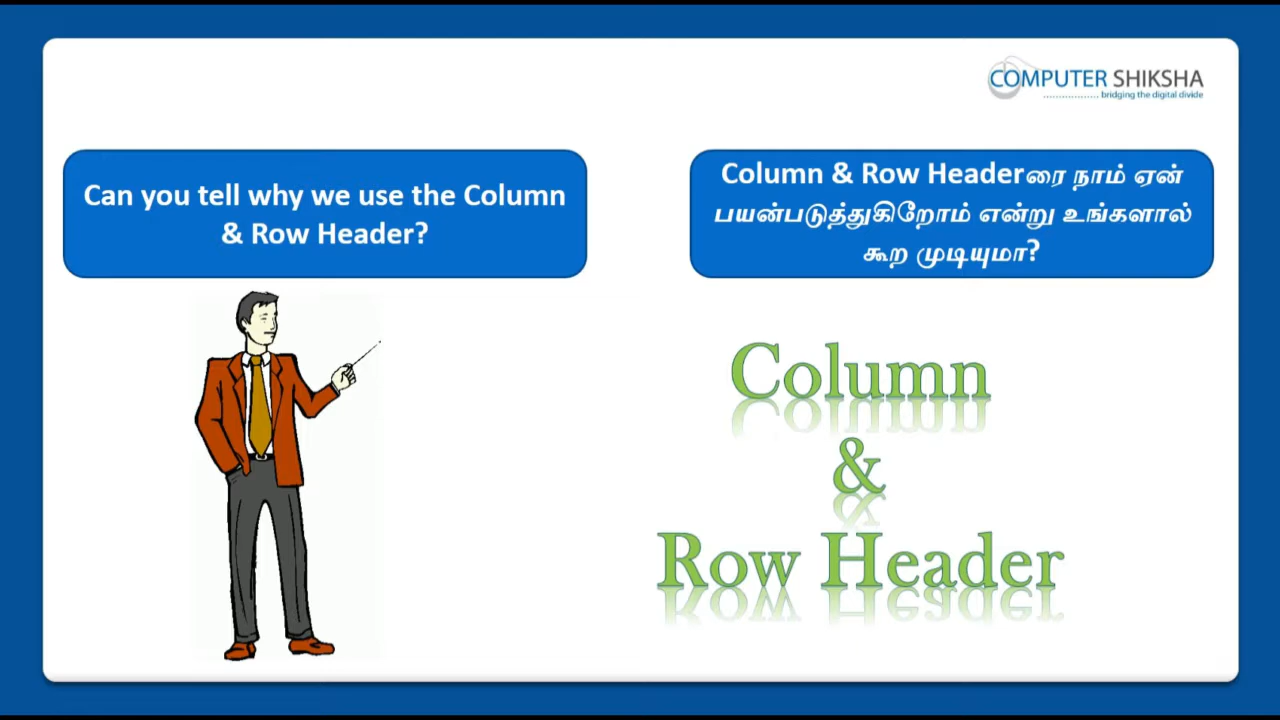 COMPUTER SHIKSHA
bridging the digital divide
Can you tell why we use the Column
& Row Header?
Column & Row Headerரை நாம் ஏன்
பயன்படுத்துகிறோம் என்று உங்களால்
கூற முடியுமா?
Column
&
Row Header